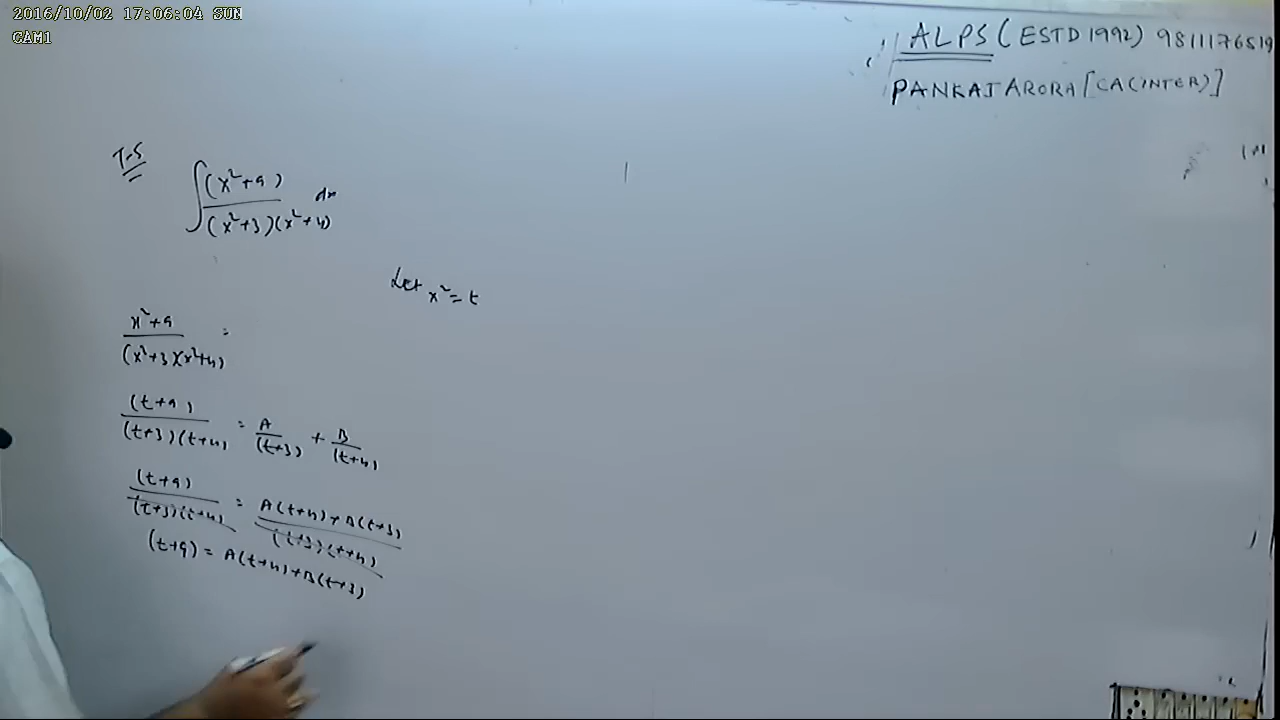 2016/10/02 17:06:04 SUN
CAM1
ALPS (ESTD 1992) 9811176519
PANKAJ ARORA [CA(INTER)]
T-5
∫ (x²+9) / (x²+3)(x²+4) dx
Let x² = t
x²+9 / (x²+3)(x²+4) =
(t+9) / (t+3)(t+4) = A / (t+3) + B / (t+4)
(t+9) / (t+3)(t+4) = A(t+4)+B(t+3) / (t+3)(t+4)
(t+9) = A(t+4)+B(t+3)